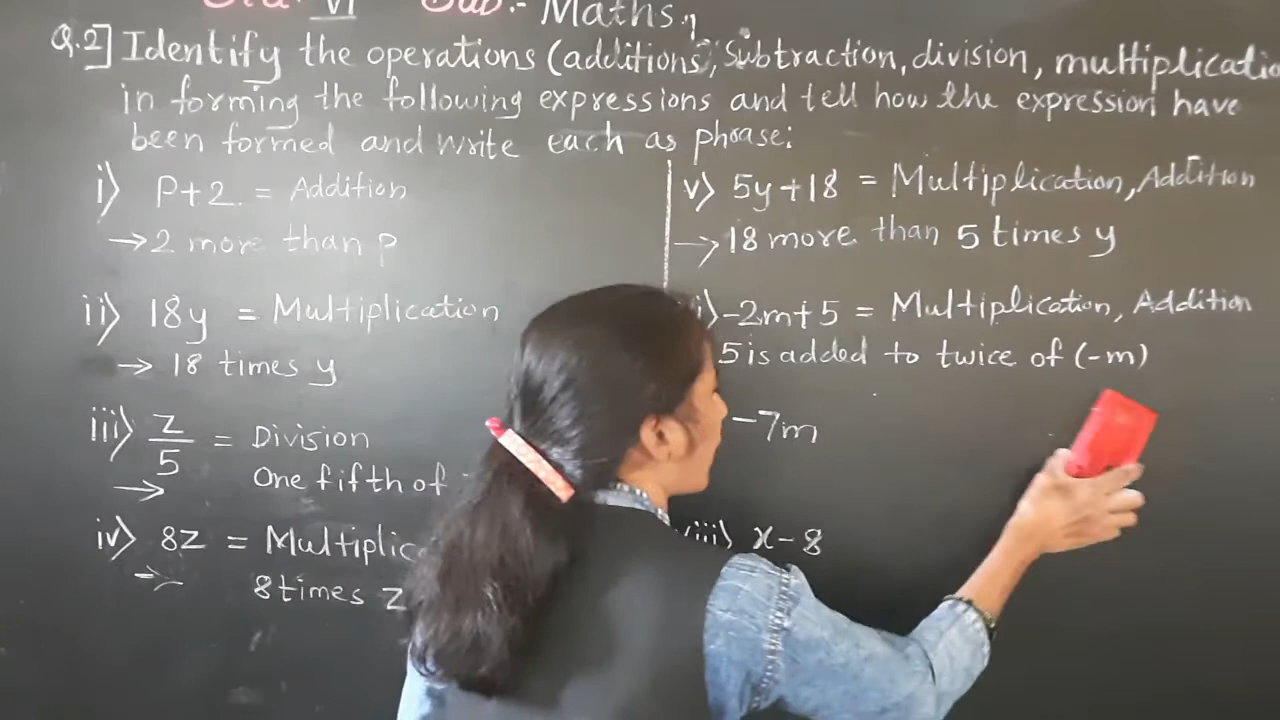 Std:- VI Sub:- Maths.
Q.2] Identify the operations (additions, subtraction, division, multiplicatio
in forming the following expressions and tell how the expression have
been formed and write each as phrase:
i) P+2 = Addition
→ 2 more than p
ii) 18y = Multiplication
→ 18 times y
iii) z/5 = Division
→ One fifth of
iv) 8z = Multiplic
→ 8 times z
v) 5y+18 = Multiplication, Addition
→ 18 more than 5 times y
i) -2m+5 = Multiplication, Addition
5 is added to twice of (-m)
-7m
viii) x-8